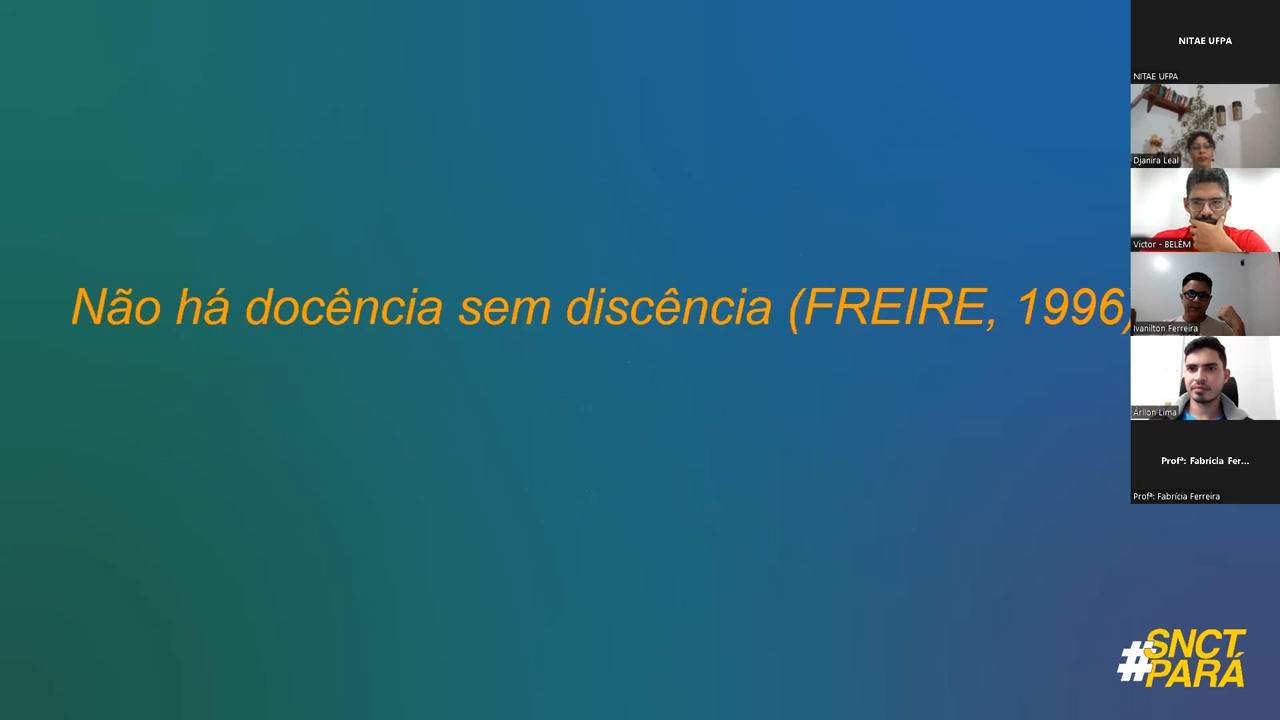 Não há docência sem discência (FREIRE, 1996)
NITAE UFPA
NITAE UFPA
Djanira Leal
Victor - BELÉM
Ivanilton Ferreira
Árilon Lima
Profª: Fabrícia Fer...
Profª: Fabrícia Ferreira
#SNCT
PARÁ